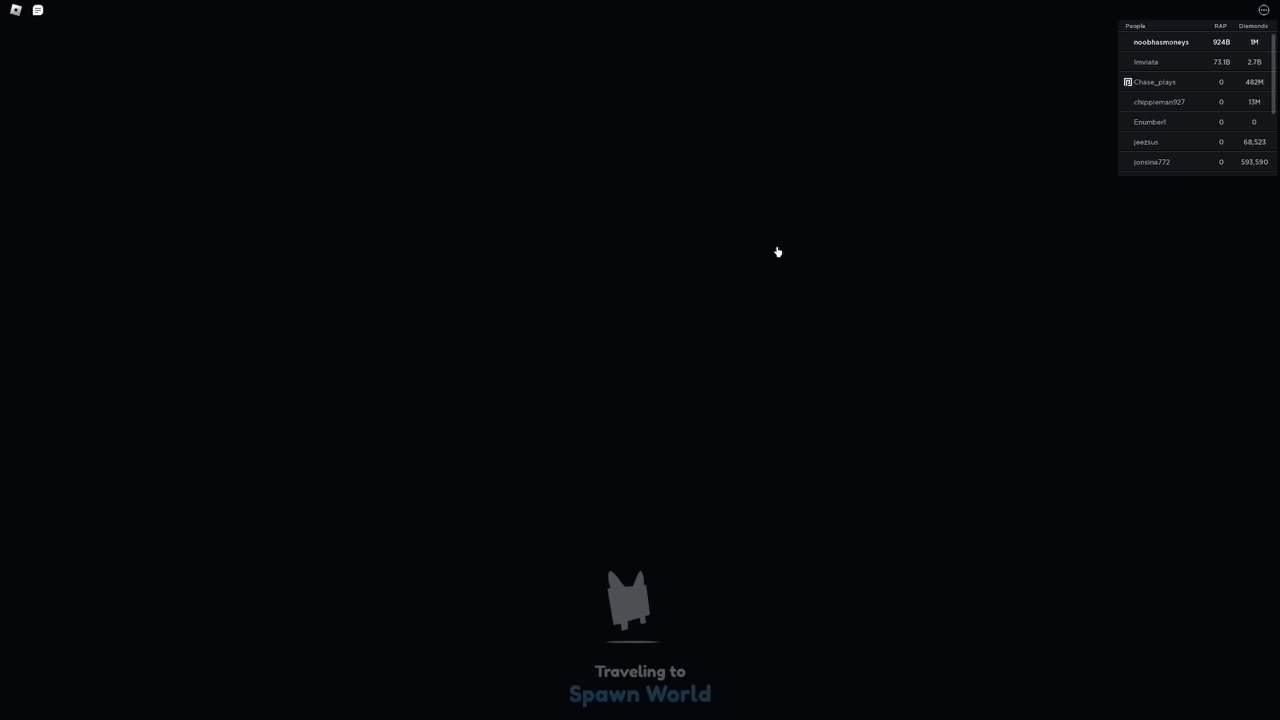 People RAP Diamonds
noobhasmoneys 924B 1M
Imviata 73.1B 2.7B
Chase_plays 0 482M
chippieman927 0 13M
Enumber1 0 0
jeezsus 0 68,523
jonsina772 0 593,590
Traveling to
Spawn World